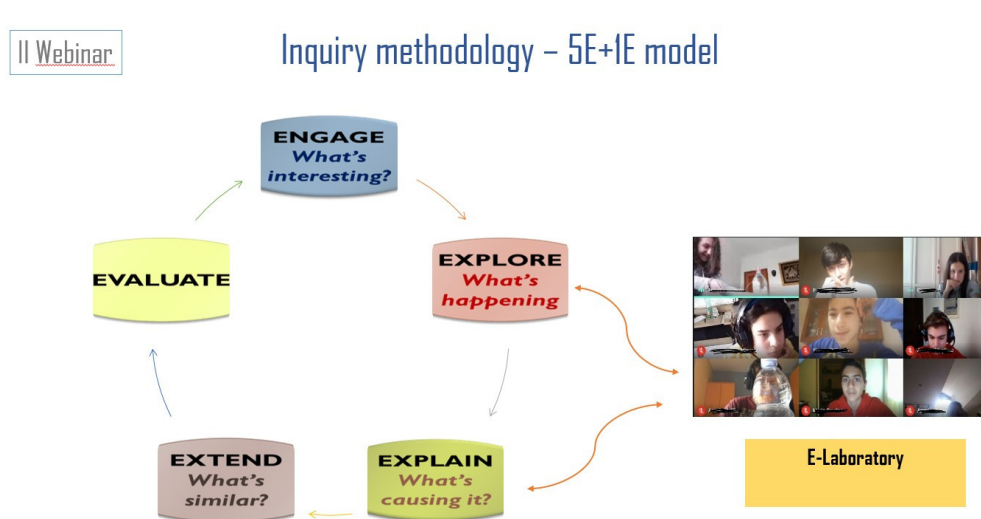 II Webinar
Inquiry methodology – 5E+1E model
ENGAGE
What's
interesting?
EVALUATE
EXPLORE
What's
happening
EXTEND
What's
similar?
EXPLAIN
What's
causing it?
E-Laboratory